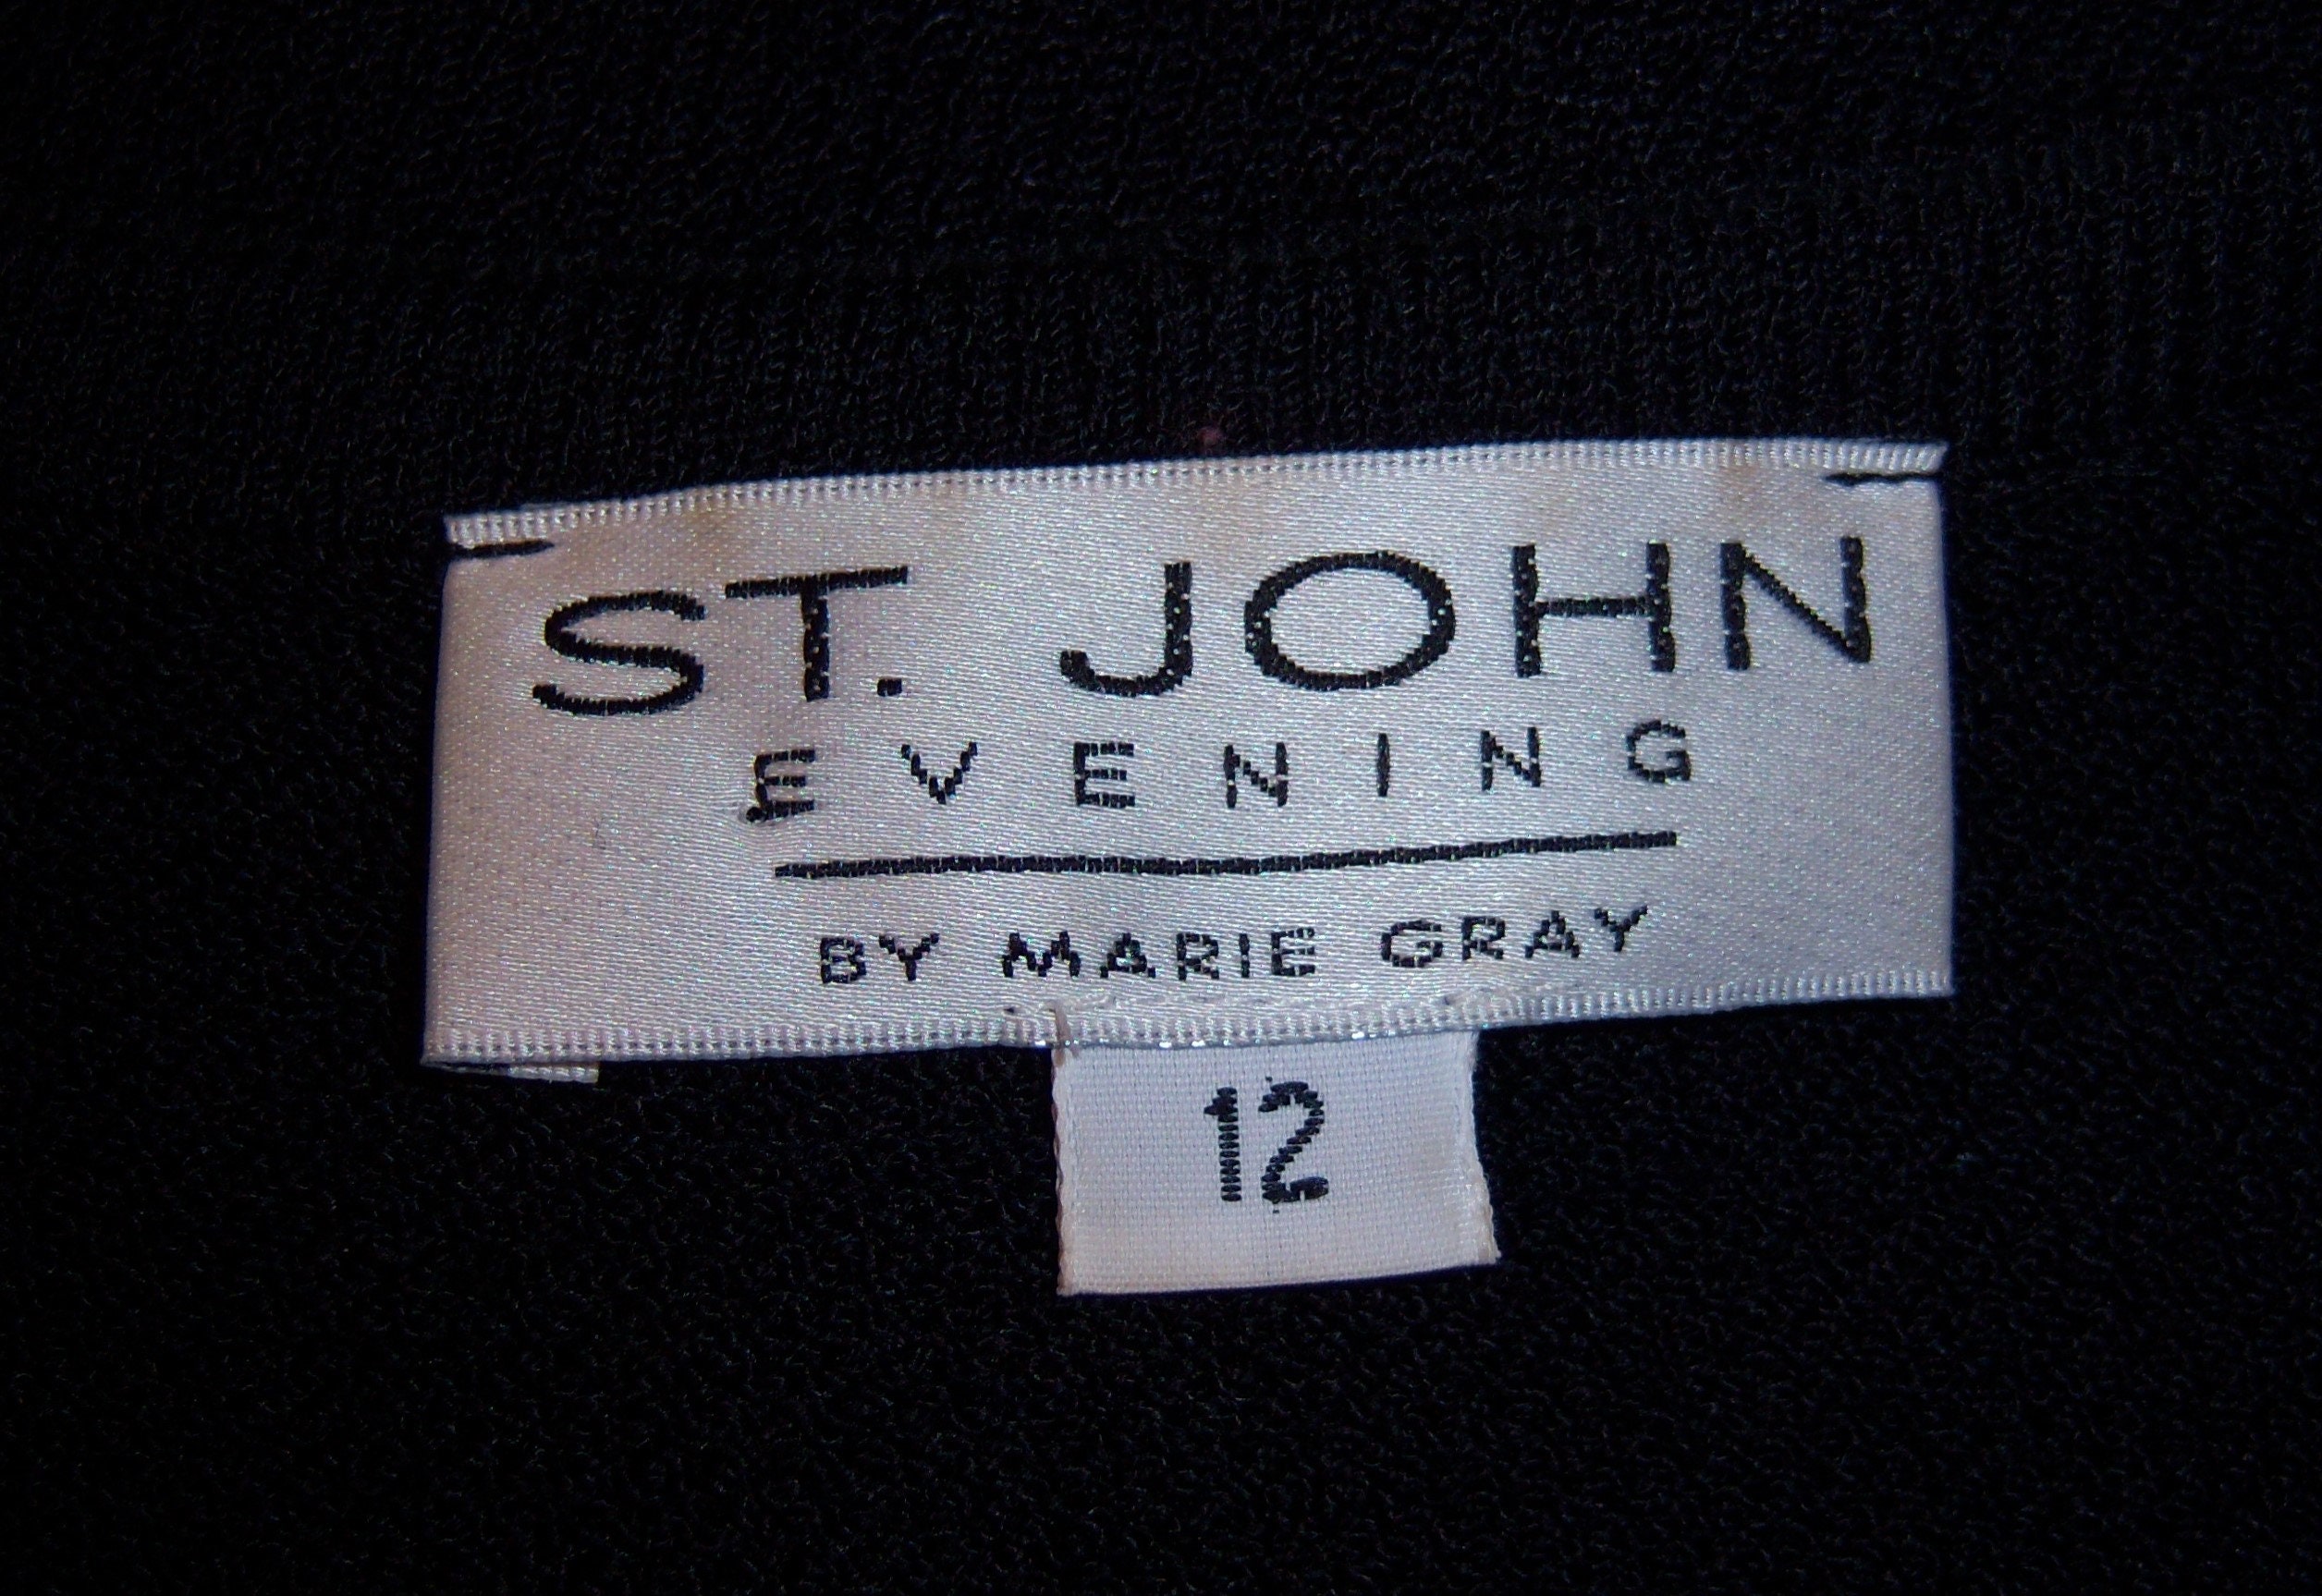 ST. JOHN
EVENING
BY MARIE GRAY
12